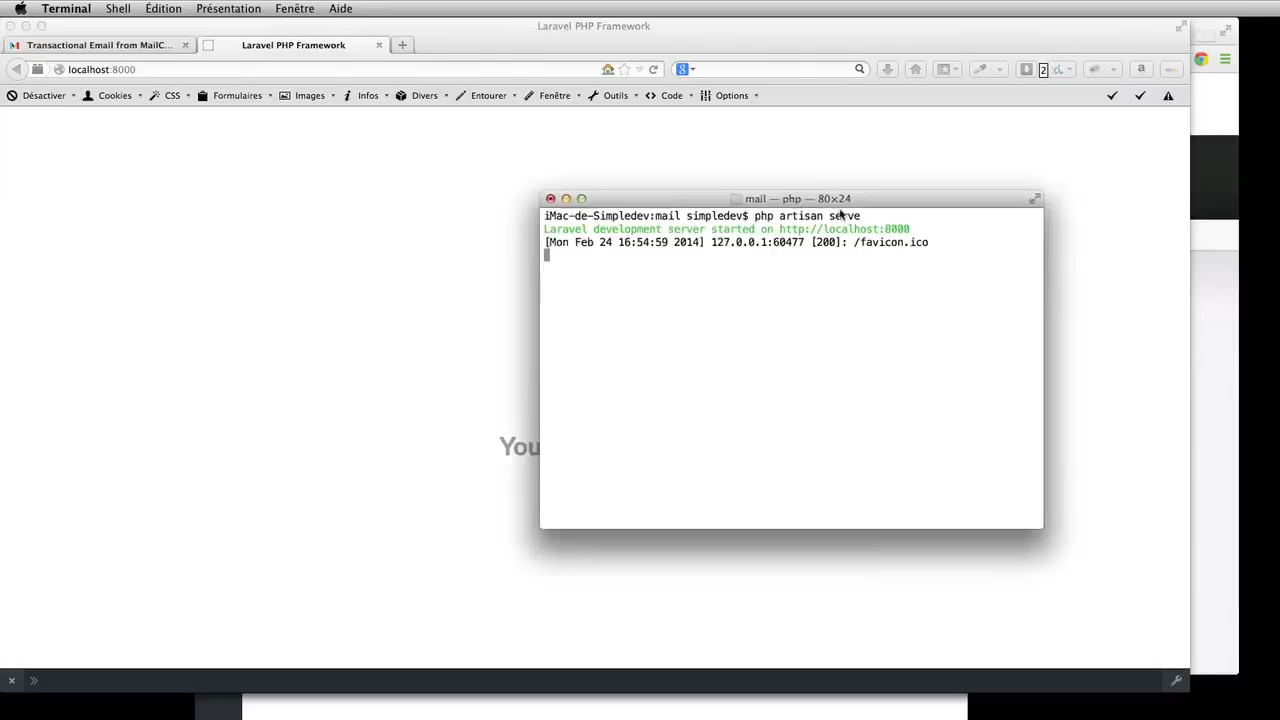 Terminal Shell Édition Présentation Fenêtre Aide
Laravel PHP Framework
Transactional Email from MailC... Laravel PHP Framework
localhost:8000
2 a
Désactiver Cookies CSS Formulaires Images Infos Divers Entourer Fenêtre Outils Code Options
mail — php — 80×24
iMac-de-Simpledev:mail simpledev$ php artisan serve
Laravel development server started on http://localhost:8000
[Mon Feb 24 16:54:59 2014] 127.0.0.1:60477 [200]: /favicon.ico
You